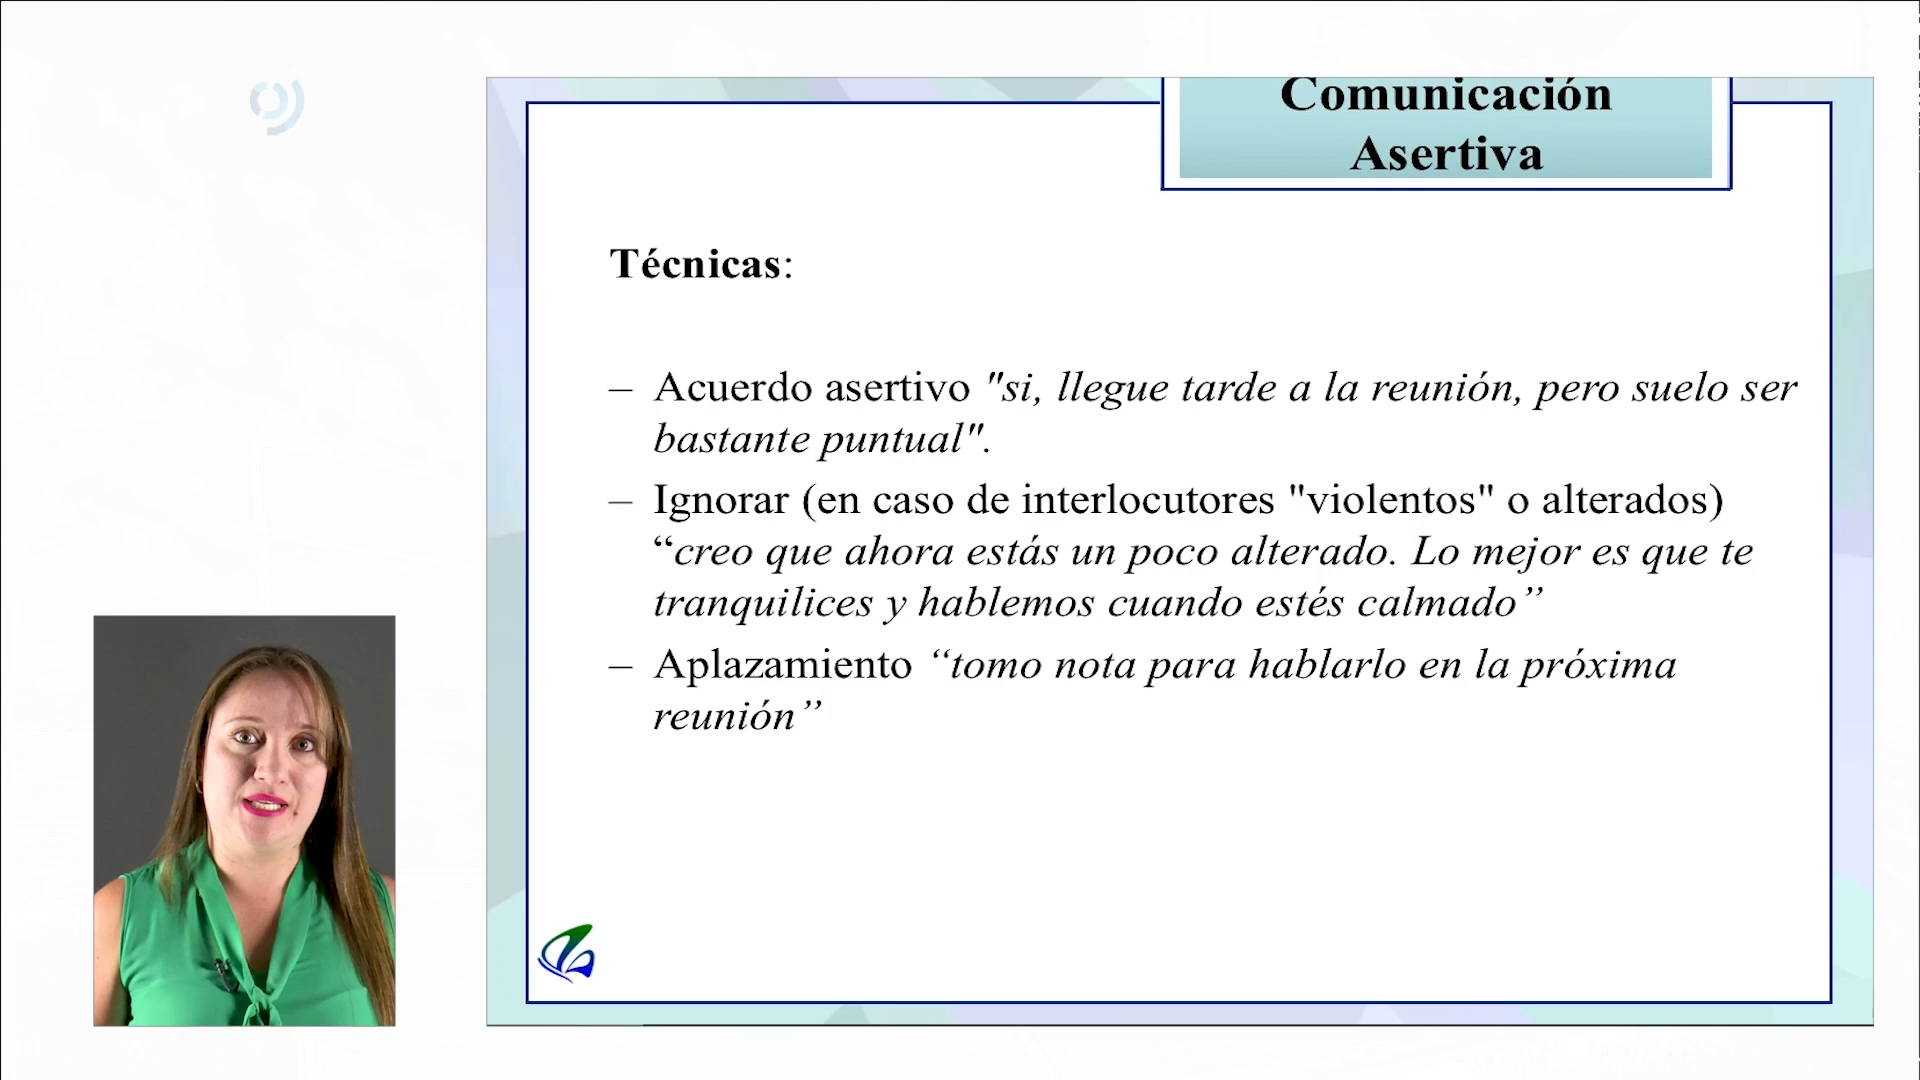 Comunicación
Asertiva
Técnicas:
– Acuerdo asertivo "si, llegue tarde a la reunión, pero suelo ser
bastante puntual".
– Ignorar (en caso de interlocutores "violentos" o alterados)
“creo que ahora estás un poco alterado. Lo mejor es que te
tranquilices y hablemos cuando estés calmado”
– Aplazamiento “tomo nota para hablarlo en la próxima
reunión”